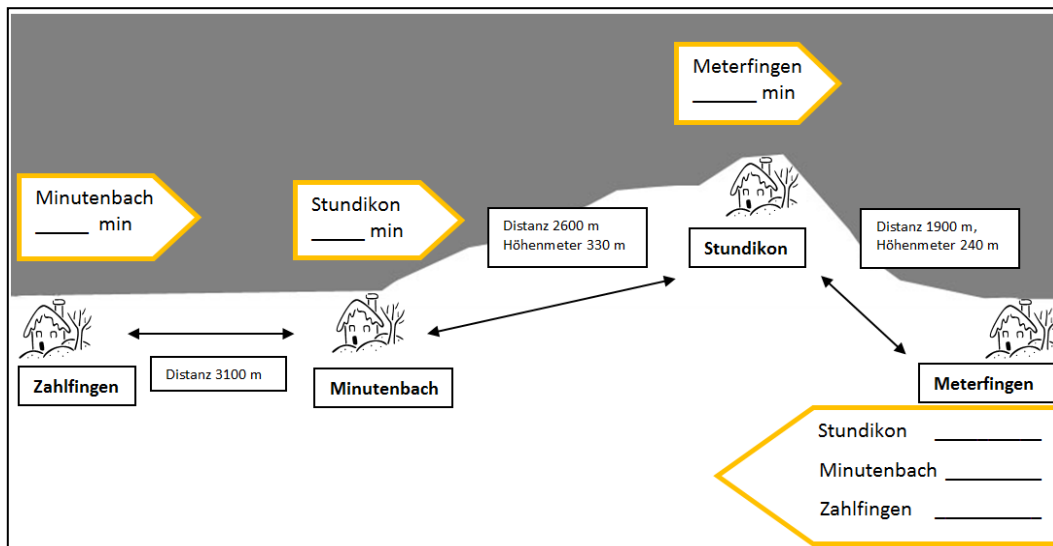 Meterfingen
_______ min
Minutenbach
_____ min
Stundikon
______ min
Distanz 2600 m
Höhenmeter 330 m
Stundikon
Distanz 1900 m,
Höhenmeter 240 m
Zahlfingen
Distanz 3100 m
Minutenbach
Meterfingen
Stundikon __________
Minutenbach _________
Zahlfingen __________